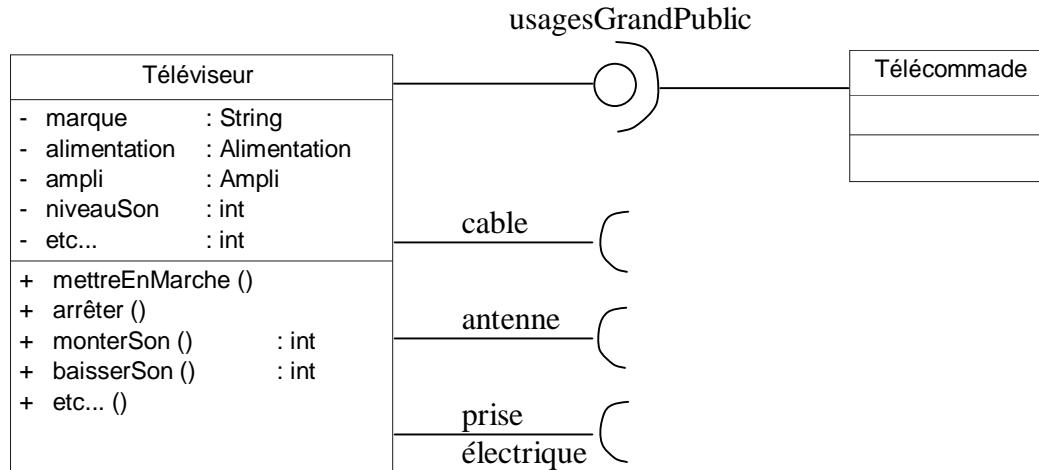 usagesGrandPublic
Téléviseur
- marque : String
- alimentation : Alimentation
- ampli : Ampli
- niveauSon : int
- etc... : int
+ mettreEnMarche ()
+ arrêter ()
+ monterSon () : int
+ baisserSon () : int
+ etc... ()
Télécommade
cable
antenne
prise
électrique